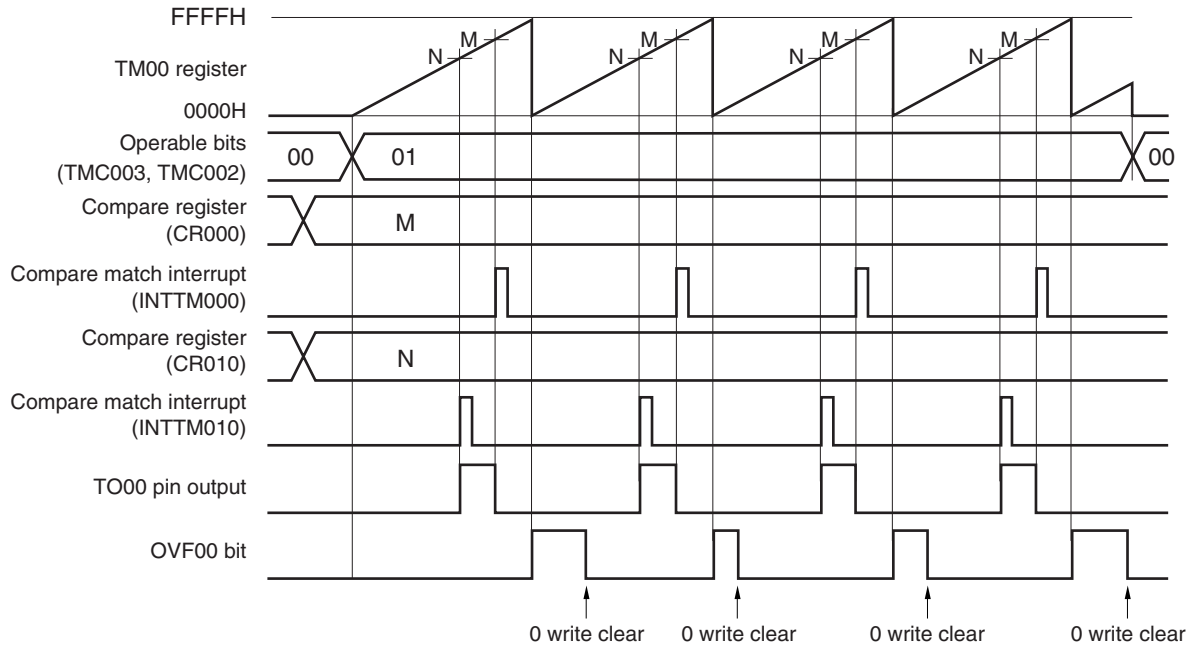 FFFFH
TM00 register
0000H
N M N M N M N M
Operable bits
(TMC003, TMC002)
00 01 00
Compare register
(CR000)
M
Compare match interrupt
(INTTM000)
Compare register
(CR010)
N
Compare match interrupt
(INTTM010)
TO00 pin output
OVF00 bit
0 write clear 0 write clear 0 write clear 0 write clear